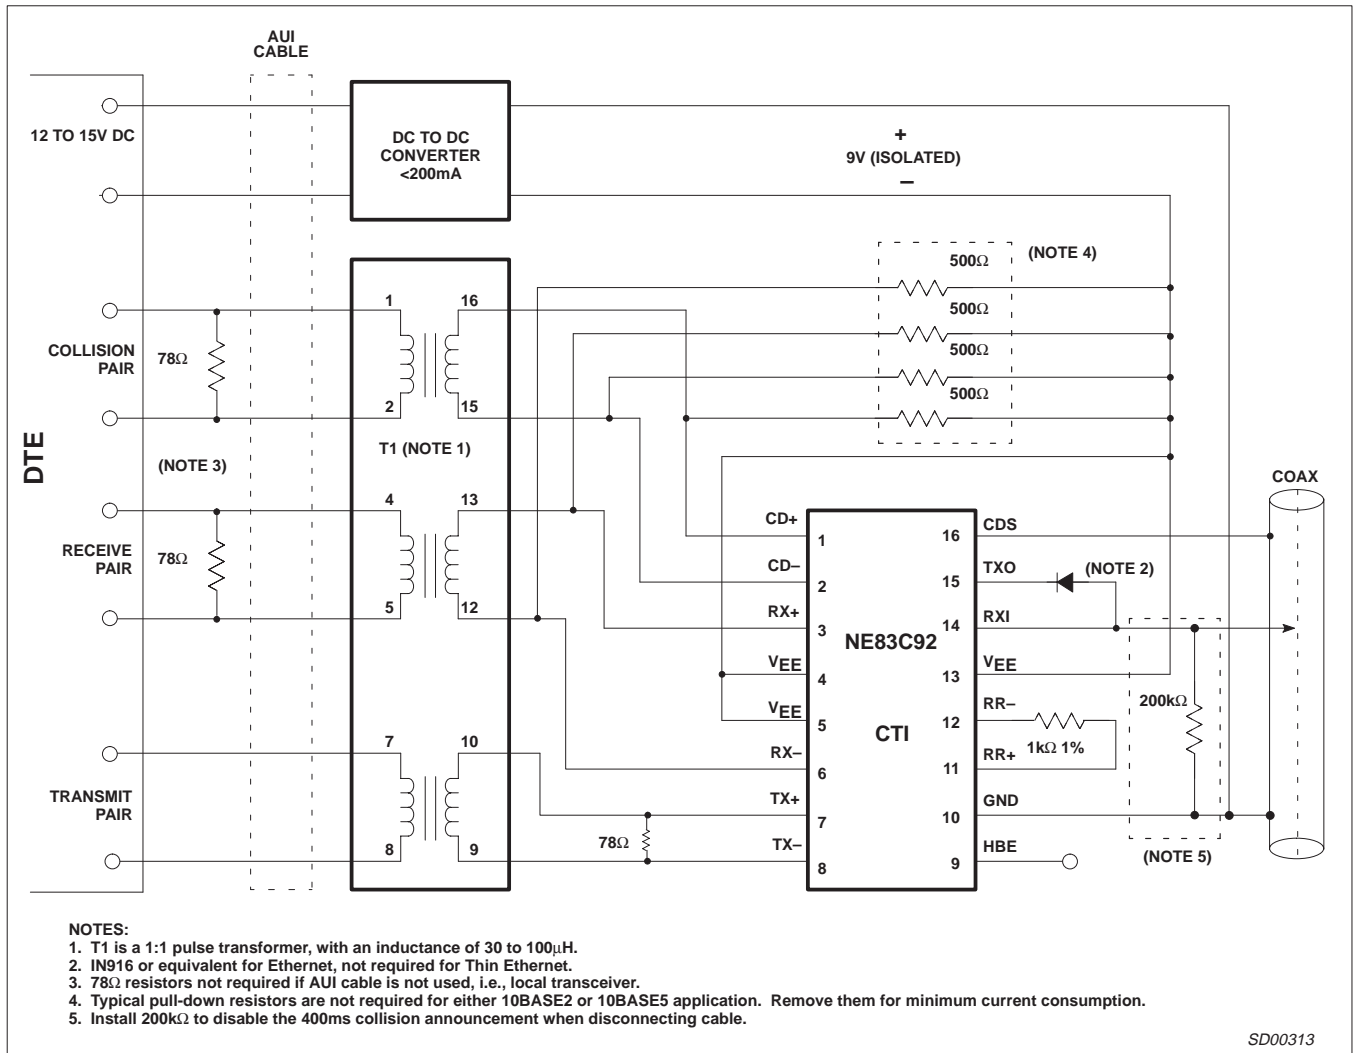 AUI
CABLE
12 TO 15V DC
DC TO DC
CONVERTER
<200mA
+
9V (ISOLATED)
–
500Ω
(NOTE 4)
500Ω
500Ω
500Ω
1
16
COLLISION
PAIR
78Ω
2
15
DTE
(NOTE 3)
T1 (NOTE 1)
4
13
RECEIVE
PAIR
78Ω
5
12
7
10
TRANSMIT
PAIR
8
9
78Ω
CD+
1
CD–
2
RX+
3
VEE
4
VEE
5
RX–
6
TX+
7
TX–
8
NE83C92
CTI
16
CDS
15
TXO
(NOTE 2)
14
RXI
13
VEE
12
RR–
1kΩ 1%
11
RR+
10
GND
9
HBE
200kΩ
(NOTE 5)
COAX
NOTES:
1. T1 is a 1:1 pulse transformer, with an inductance of 30 to 100µH.
2. IN916 or equivalent for Ethernet, not required for Thin Ethernet.
3. 78Ω resistors not required if AUI cable is not used, i.e., local transceiver.
4. Typical pull-down resistors are not required for either 10BASE2 or 10BASE5 application. Remove them for minimum current consumption.
5. Install 200kΩ to disable the 400ms collision announcement when disconnecting cable.
SD00313